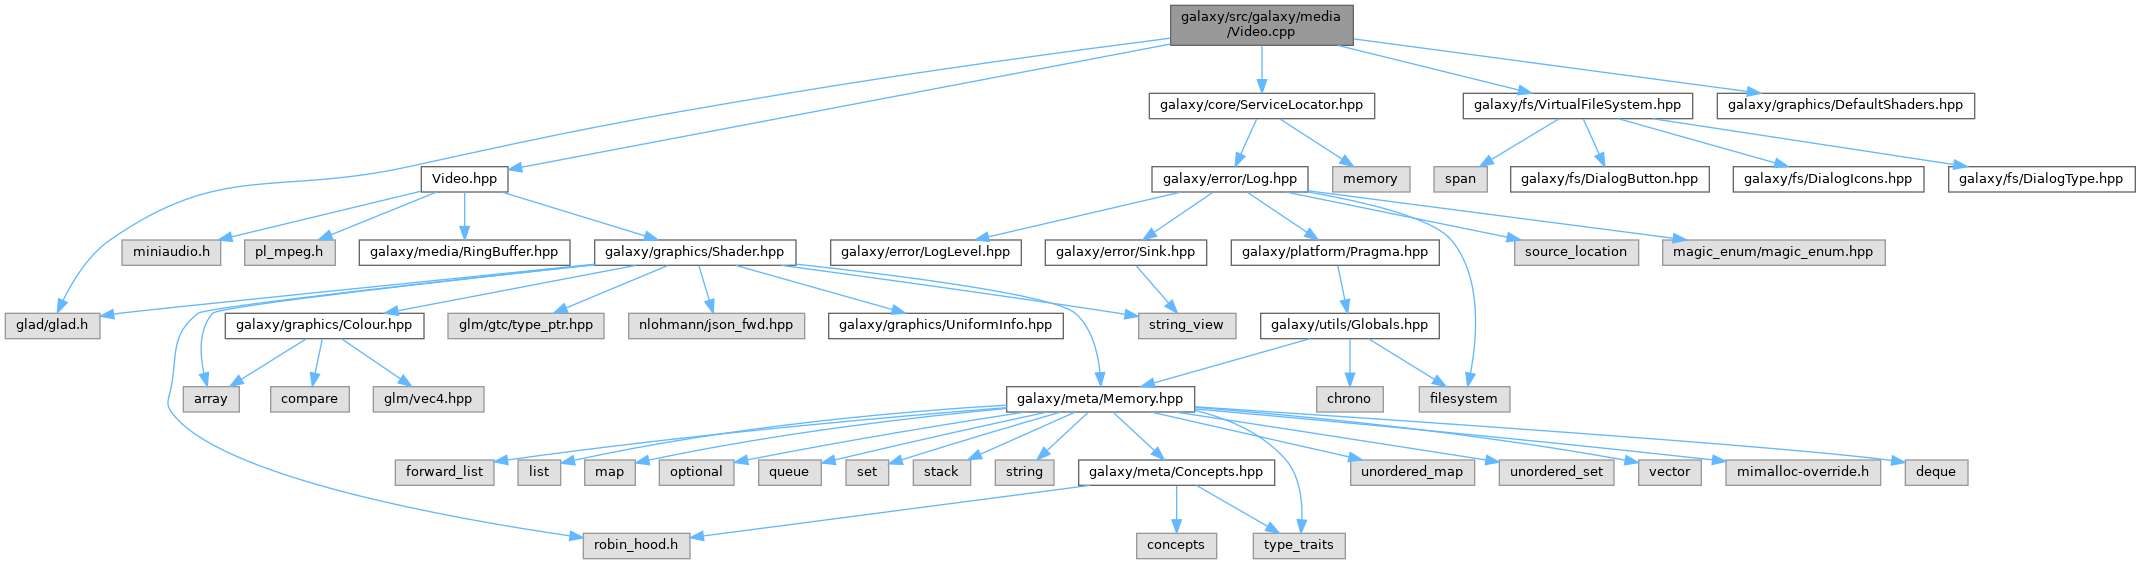 galaxy/src/galaxy/media
/Video.cpp
galaxy/core/ServiceLocator.hpp
galaxy/fs/VirtualFileSystem.hpp
galaxy/graphics/DefaultShaders.hpp
Video.hpp
galaxy/error/Log.hpp
memory
span
galaxy/fs/DialogButton.hpp
galaxy/fs/DialogIcons.hpp
galaxy/fs/DialogType.hpp
miniaudio.h
pl_mpeg.h
galaxy/media/RingBuffer.hpp
galaxy/graphics/Shader.hpp
galaxy/error/LogLevel.hpp
galaxy/error/Sink.hpp
galaxy/platform/Pragma.hpp
source_location
magic_enum/magic_enum.hpp
glad/glad.h
galaxy/graphics/Colour.hpp
glm/gtc/type_ptr.hpp
nlohmann/json_fwd.hpp
galaxy/graphics/UniformInfo.hpp
string_view
galaxy/utils/Globals.hpp
array
compare
glm/vec4.hpp
galaxy/meta/Memory.hpp
chrono
filesystem
forward_list
list
map
optional
queue
set
stack
string
galaxy/meta/Concepts.hpp
unordered_map
unordered_set
vector
mimalloc-override.h
deque
robin_hood.h
concepts
type_traits